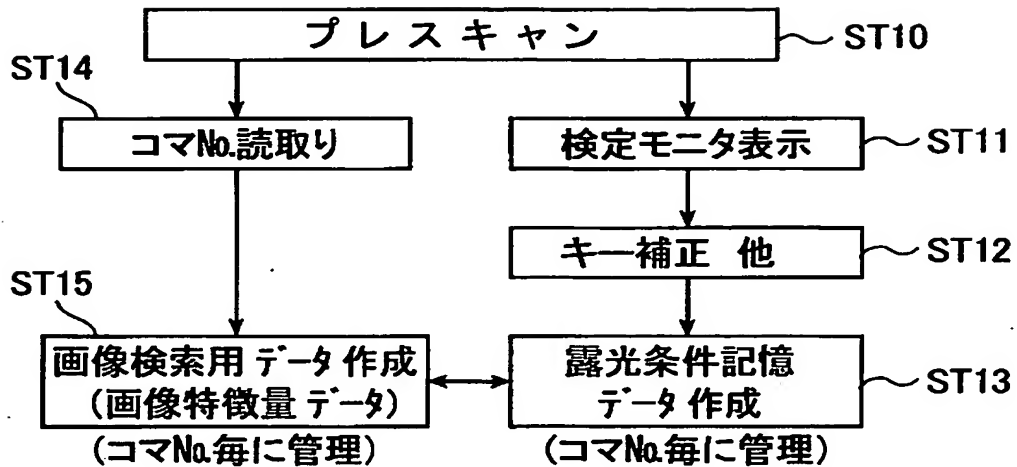 プレスキャン
ST10
ST14
コマNo.読取り
検定モニタ表示
ST11
キー補正 他
ST12
ST15
画像検索用データ作成
(画像特徴量データ)
(コマNo.毎に管理)
露光条件記憶
データ作成
ST13
(コマNo.毎に管理)